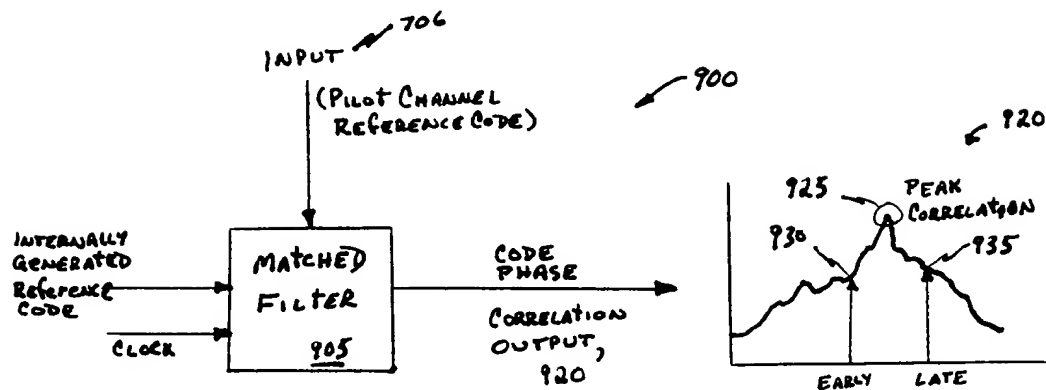 INPUT 706
(PILOT CHANNEL
REFERENCE CODE)
900
920
925
PEAK
CORRELATION
930
935
INTERNALLY
GENERATED
REFERENCE
CODE
CLOCK
MATCHED
FILTER
905
CODE
PHASE
CORRELATION
OUTPUT,
920
EARLY LATE